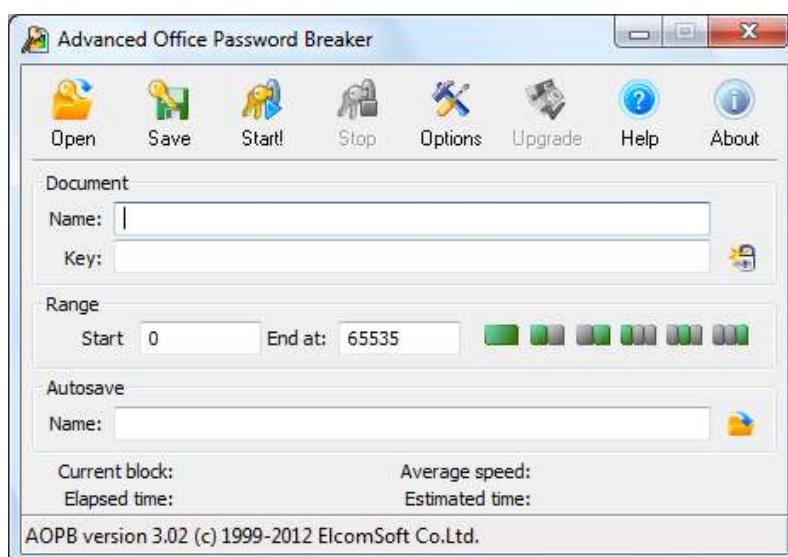 Advanced Office Password Breaker
Open Save Start! Stop Options Upgrade Help About
Document
Name:
Key:
Range
Start 0 End at: 65535
Autosave
Name:
Current block: Average speed:
Elapsed time: Estimated time:
AOPB version 3.02 (c) 1999-2012 ElcomSoft Co.Ltd.